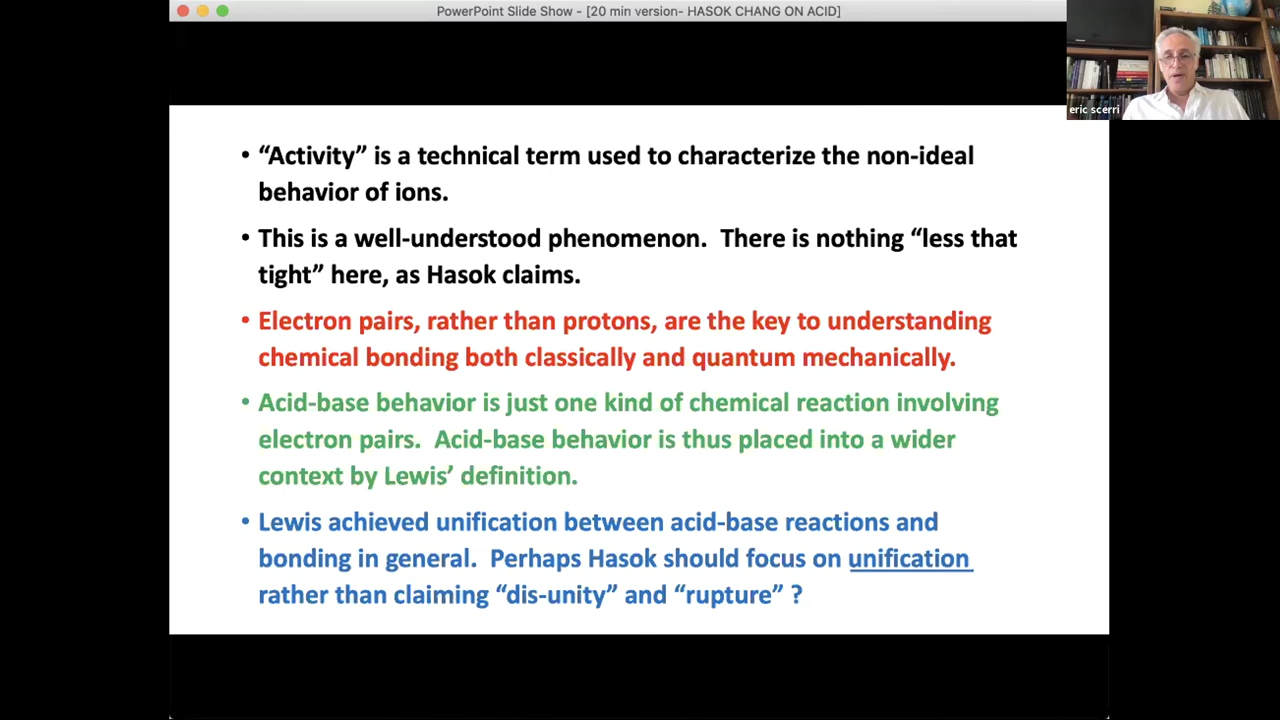 PowerPoint Slide Show - [20 min version- HASOK CHANG ON ACID]
eric scerri
• “Activity” is a technical term used to characterize the non-ideal
behavior of ions.
• This is a well-understood phenomenon.  There is nothing “less that
tight” here, as Hasok claims.
• Electron pairs, rather than protons, are the key to understanding
chemical bonding both classically and quantum mechanically.
• Acid-base behavior is just one kind of chemical reaction involving
electron pairs.  Acid-base behavior is thus placed into a wider
context by Lewis’ definition.
• Lewis achieved unification between acid-base reactions and
bonding in general.  Perhaps Hasok should focus on unification
rather than claiming “dis-unity” and “rupture” ?